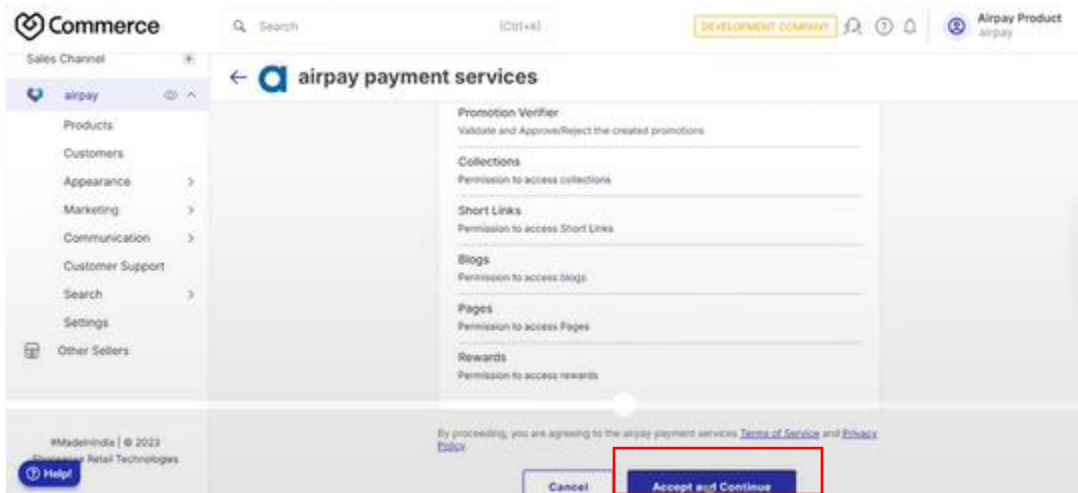 Commerce
Search
[Ctrl+k]
DEVELOPMENT COMPANY
Airpay Product
airpay
Sales Channel
airpay
Products
Customers
Appearance
Marketing
Communication
Customer Support
Search
Settings
Other Sellers
#MadeInIndia | © 2023
Retail Technologies
Help!
airpay payment services
Promotion Verifier
Validate and Approve/Reject the created promotions
Collections
Permission to access collections
Short Links
Permission to access Short Links
Blogs
Permission to access blogs
Pages
Permission to access Pages
Rewards
Permission to access rewards
By proceeding, you are agreeing to the airpay payment services Terms of Service and Privacy
Policy.
Cancel
Accept and Continue